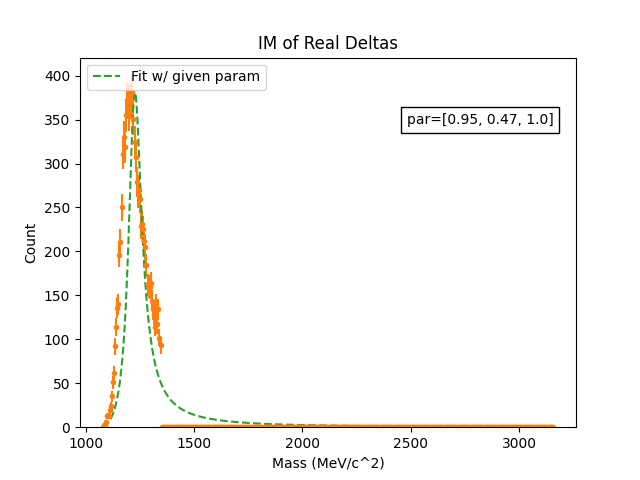 IM of Real Deltas
Fit w/ given param
par=[0.95, 0.47, 1.0]
Count
400
350
300
250
200
150
100
50
0
1000
1500
2000
2500
3000
Mass (MeV/c^2)